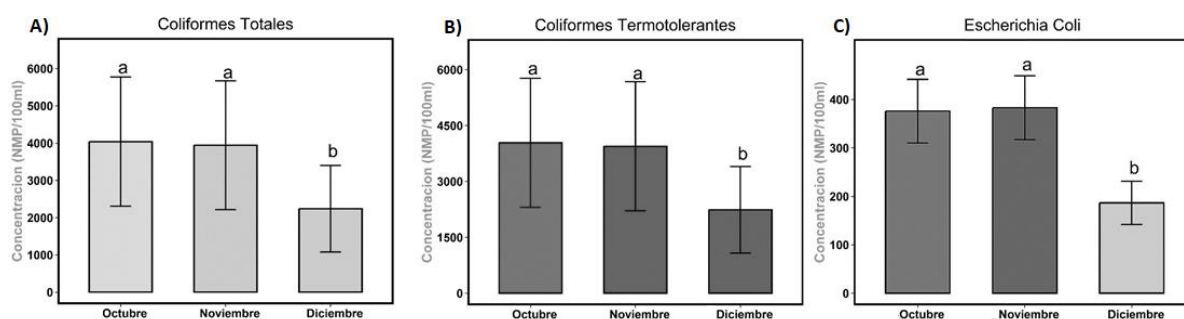 A)
Coliformes Totales
Concentracion (NMP/100ml)
6000
5000
4000
3000
2000
1000
0
a
a
b
Octubre
Noviembre
Diciembre
B)
Coliformes Termotolerantes
Concentracion (NMP/100ml)
6000
4500
3000
1500
0
a
a
b
Octubre
Noviembre
Diciembre
C)
Escherichia Coli
Concentracion (NMP/100ml)
400
300
200
100
0
a
a
b
Octubre
Noviembre
Diciembre